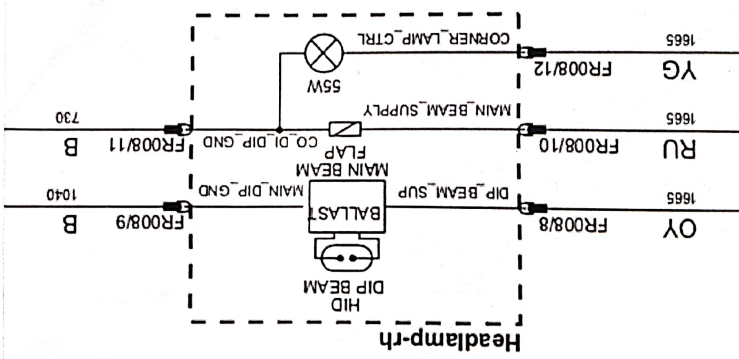 Headlamp-rh
HID
DIP BEAM
OY
FR008/8
1665
DIP_BEAM_SUP
BALLAST
MAIN_DIP_GND
FR008/9
B
1040
MAIN BEAM
FLAP
RU
FR008/10
1665
MAIN_BEAM_SUPPLY
CO_DI_DIP_GND
FR008/11
B
730
55W
YG
FR008/12
1665
CORNER_LAMP_CTRL